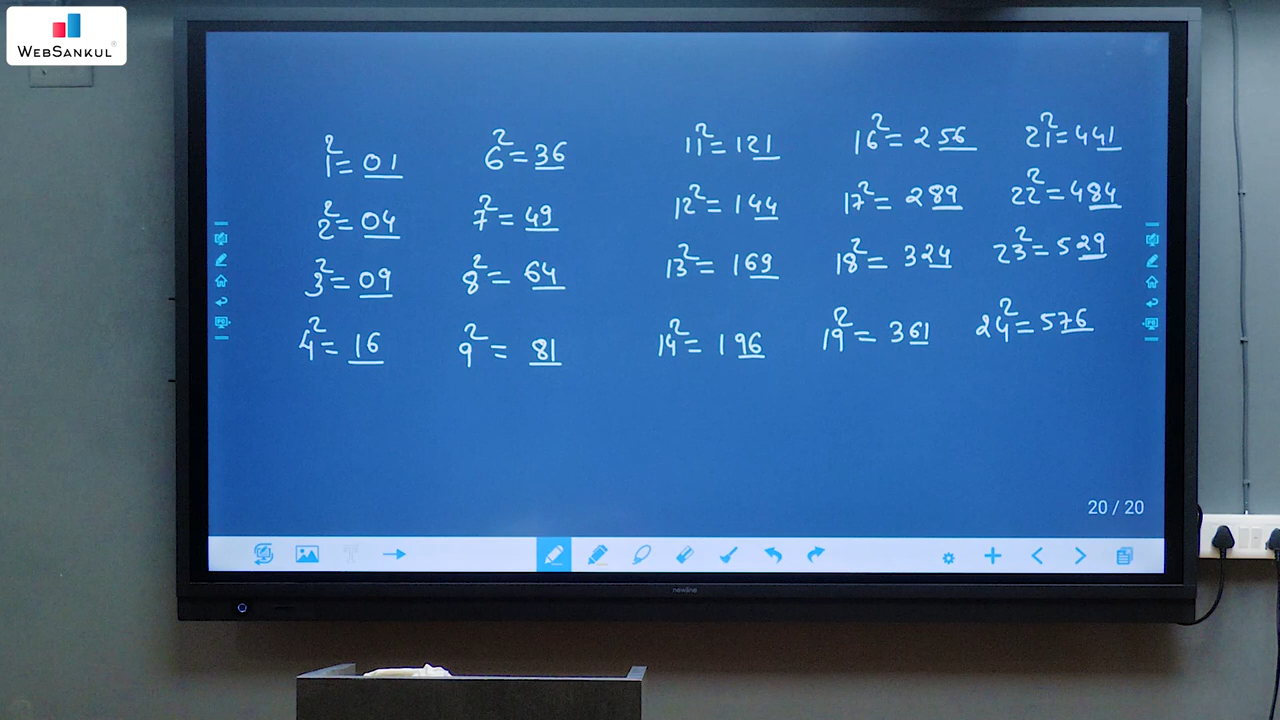 WEBSANKUL
1² = 01
2² = 04
3² = 09
4² = 16
6² = 36
7² = 49
8² = 64
9² = 81
11² = 121
12² = 144
13² = 169
14² = 196
16² = 256
17² = 289
18² = 324
19² = 361
21² = 441
22² = 484
23² = 529
24² = 576
20 / 20
newline